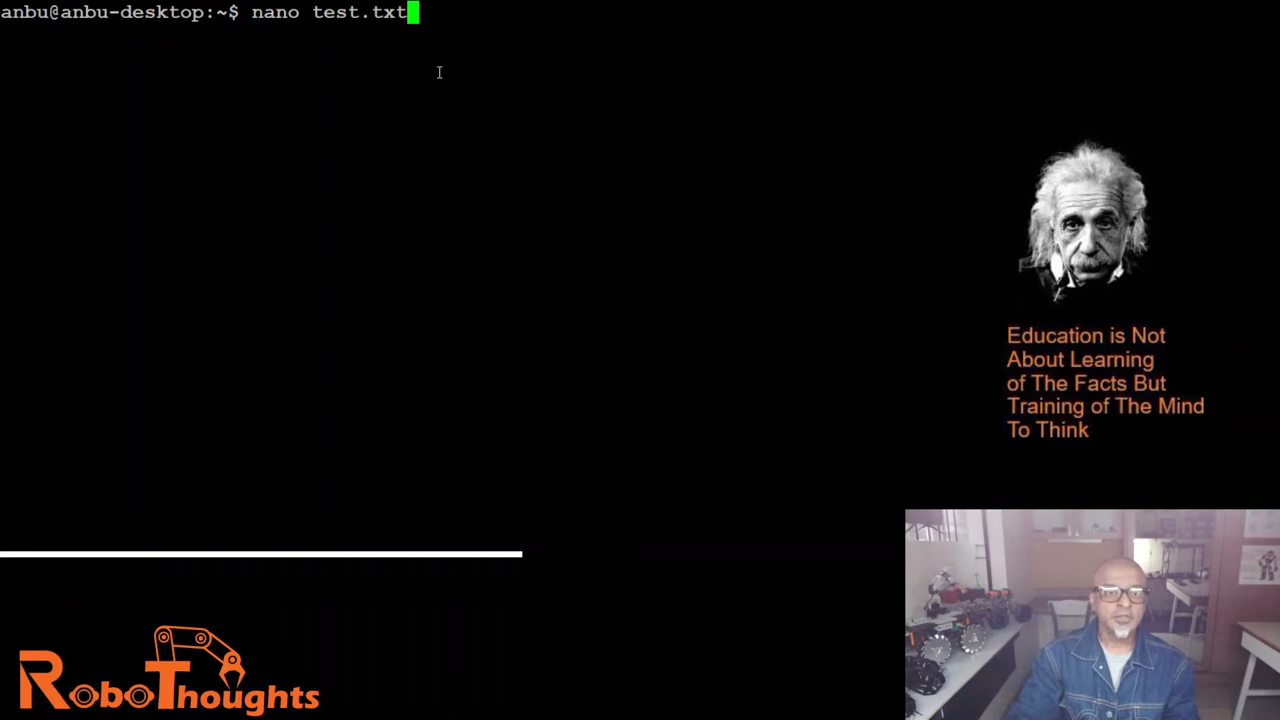 anbu@anbu-desktop:~$ nano test.txt
Education is Not
About Learning
of The Facts But
Training of The Mind
To Think
RoboThoughts